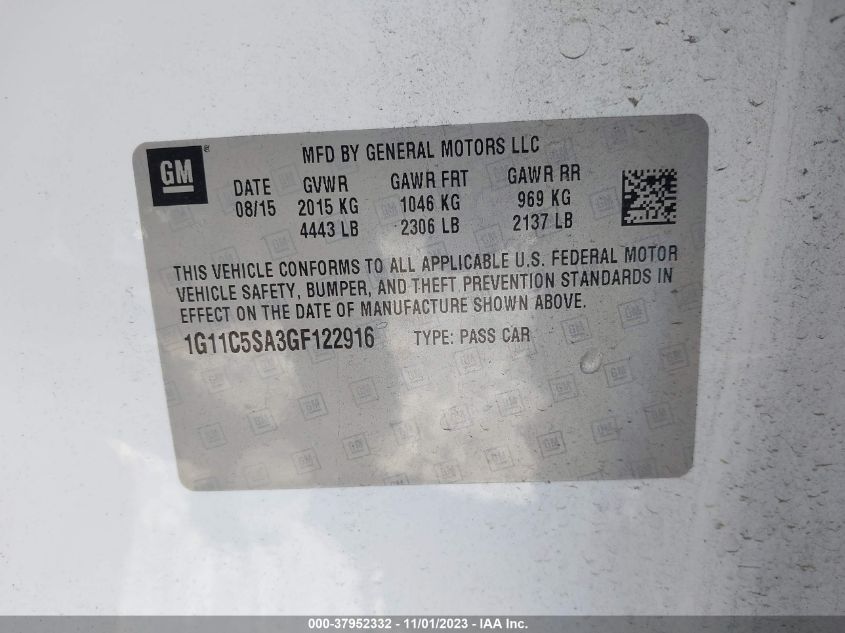 GM ®
MFD BY GENERAL MOTORS LLC
DATE GVWR GAWR FRT GAWR RR
08/15 2015 KG 1046 KG 969 KG
4443 LB 2306 LB 2137 LB
THIS VEHICLE CONFORMS TO ALL APPLICABLE U.S. FEDERAL MOTOR
VEHICLE SAFETY, BUMPER, AND THEFT PREVENTION STANDARDS IN
EFFECT ON THE DATE OF MANUFACTURE SHOWN ABOVE.
1G11C5SA3GF122916 TYPE: PASS CAR
000-37952332 - 11/01/2023 - IAA Inc.